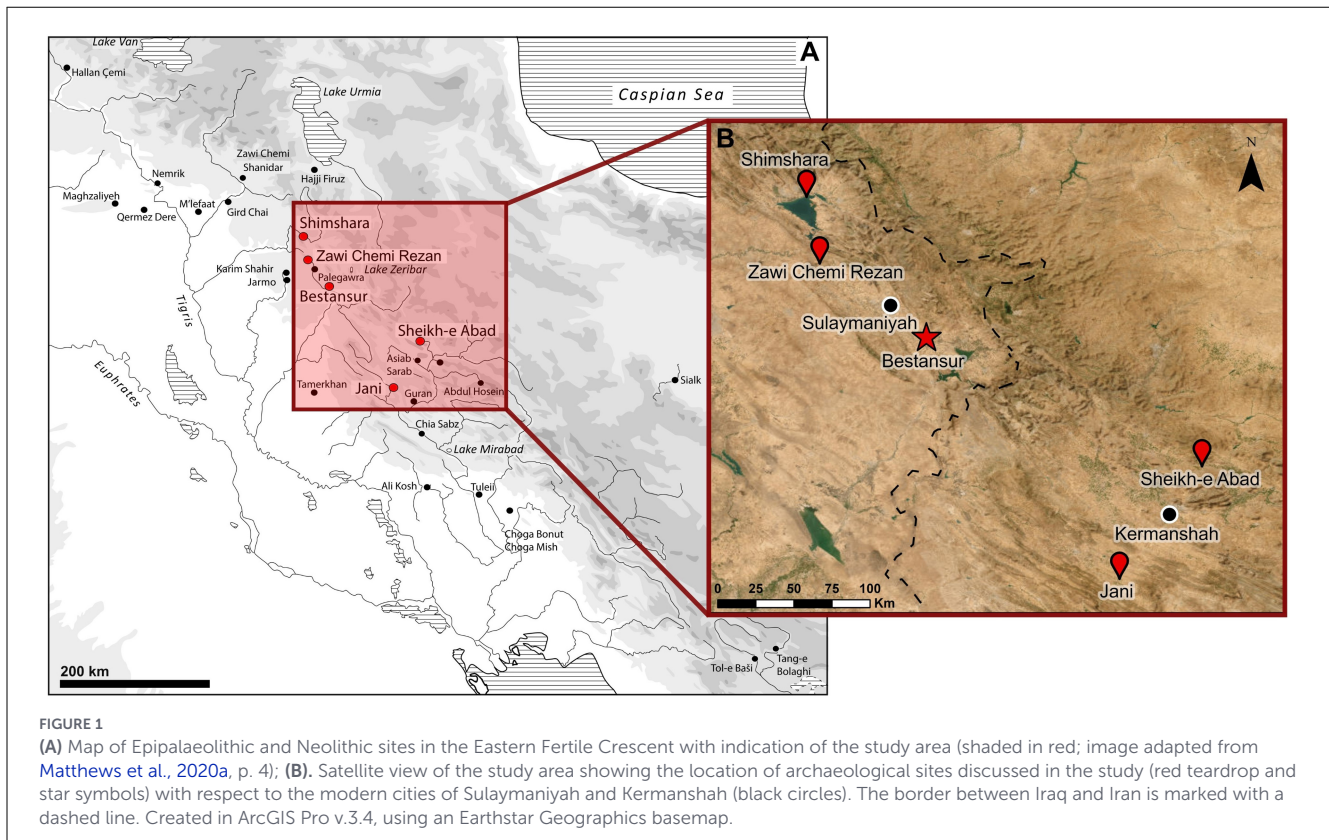 A
Lake Van
Hallan Çemi
Lake Urmia
Caspian Sea
Zawi Chemi
Shanidar
Hajji Firuz
Nemrik
Maghzaliyeh
Qermez Dere
M'lefaat
Gird Chai
Shimshara
Zawi Chemi Rezan
Palegawra
Lake Zeribar
Karim Shahir
Jarmo
Bestansur
Tigris
Sheikh-e Abad
Asiab
Sarab
Euphrates
Tamerkhan
Jani
Guran
Abdul Hosein
Sialk
Chia Sabz
Lake Mirabad
Ali Kosh
Tuleii
Choga Bonut
Choga Mish
Tol-e Baši
Tang-e
Bolaghi
200 km
B
N
Shimshara
Zawi Chemi Rezan
Sulaymaniyah
Bestansur
Sheikh-e Abad
Kermanshah
Jani
0 25 50 75 100
Km
FIGURE 1
(A) Map of Epipalaeolithic and Neolithic sites in the Eastern Fertile Crescent with indication of the study area (shaded in red; image adapted from
Matthews et al., 2020a, p. 4); (B). Satellite view of the study area showing the location of archaeological sites discussed in the study (red teardrop and
star symbols) with respect to the modern cities of Sulaymaniyah and Kermanshah (black circles). The border between Iraq and Iran is marked with a
dashed line. Created in ArcGIS Pro v.3.4, using an Earthstar Geographics basemap.